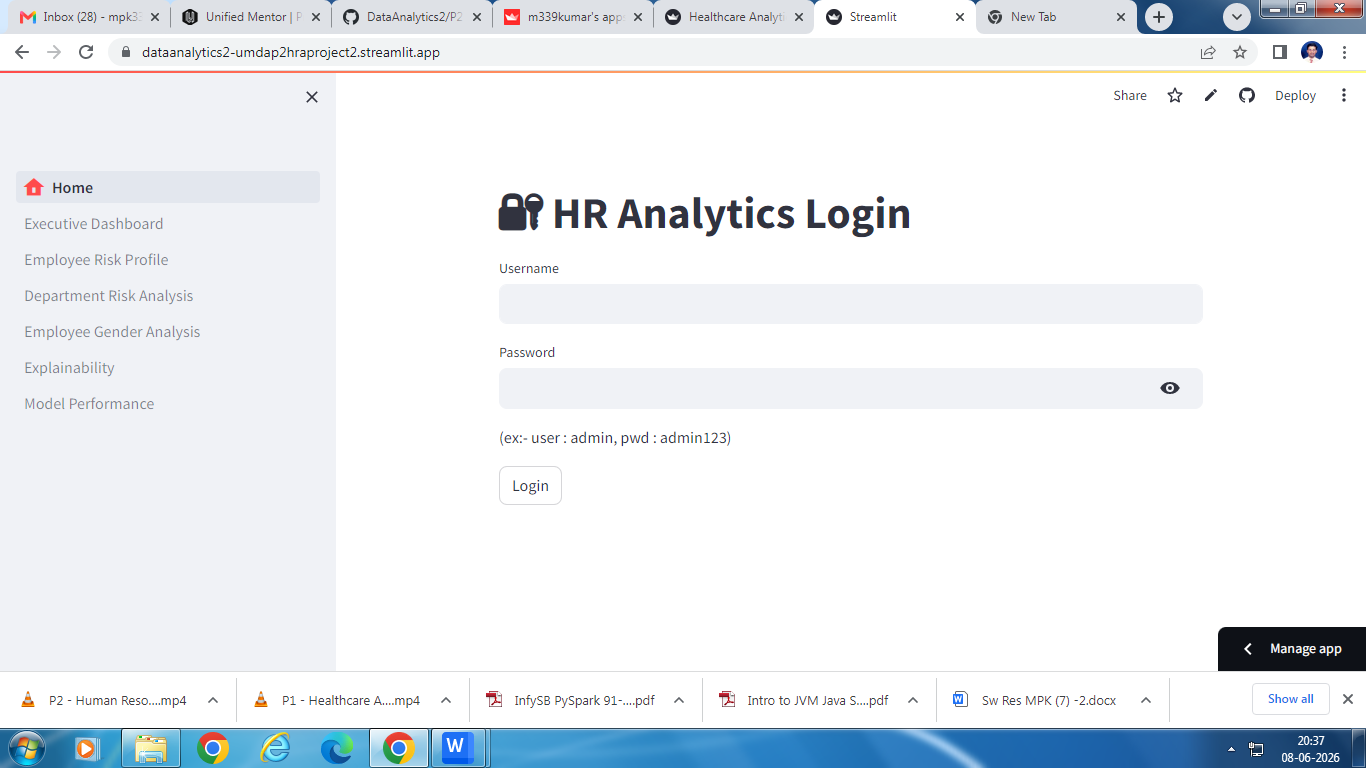 Inbox (28) - mpk33
Unified Mentor | P
DataAnalytics2/P2
m339kumar's apps
Healthcare Analyti
Streamlit
New Tab
dataanalytics2-umdap2hraproject2.streamlit.app
Share
Deploy
Home
Executive Dashboard
Employee Risk Profile
Department Risk Analysis
Employee Gender Analysis
Explainability
Model Performance
HR Analytics Login
Username
Password
(ex:- user : admin, pwd : admin123)
Login
Manage app
P2 - Human Reso....mp4
P1 - Healthcare A....mp4
InfySB PySpark 91-....pdf
Intro to JVM Java S....pdf
Sw Res MPK (7) -2.docx
Show all
20:37
08-06-2026